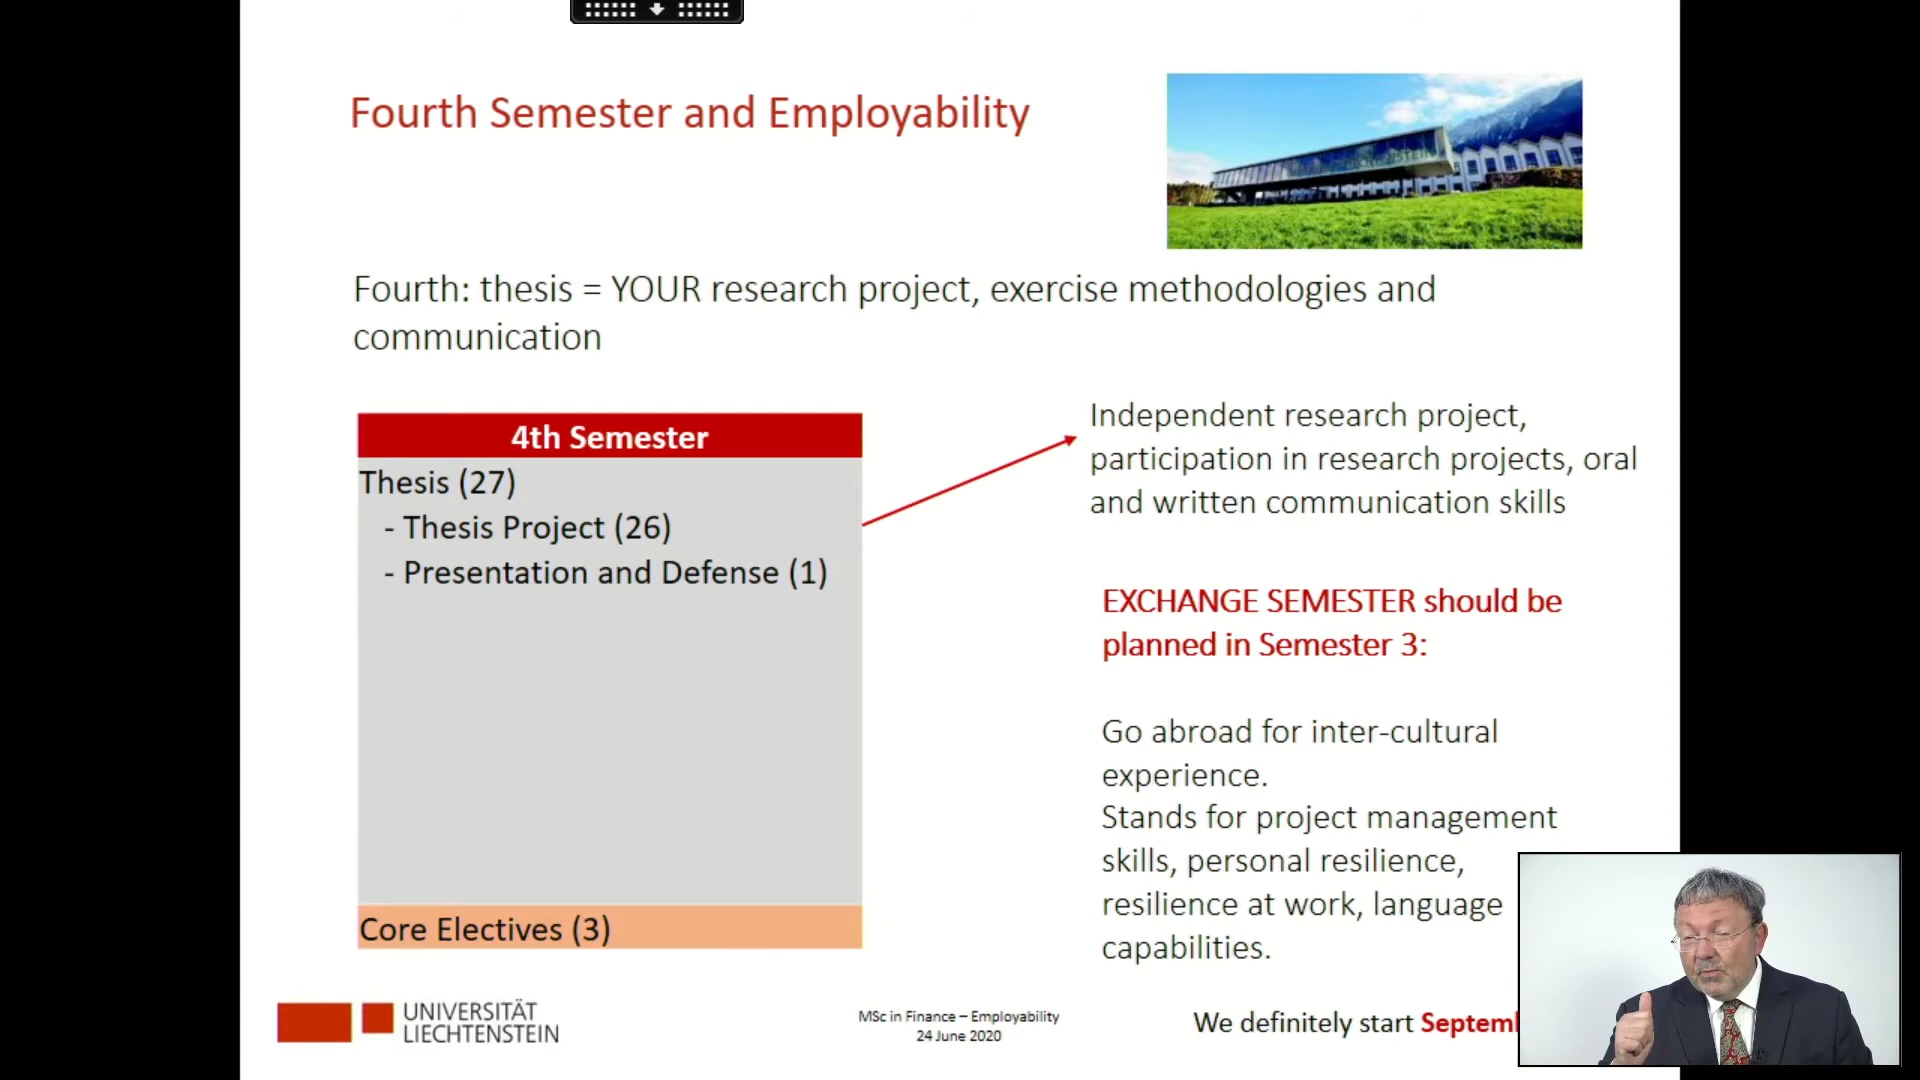 Fourth Semester and Employability
Fourth: thesis = YOUR research project, exercise methodologies and
communication
4th Semester
Thesis (27)
- Thesis Project (26)
- Presentation and Defense (1)
Core Electives (3)
Independent research project,
participation in research projects, oral
and written communication skills
EXCHANGE SEMESTER should be
planned in Semester 3:
Go abroad for inter-cultural
experience.
Stands for project management
skills, personal resilience,
resilience at work, language
capabilities.
UNIVERSITÄT
LIECHTENSTEIN
MSc in Finance – Employability
24 June 2020
We definitely start